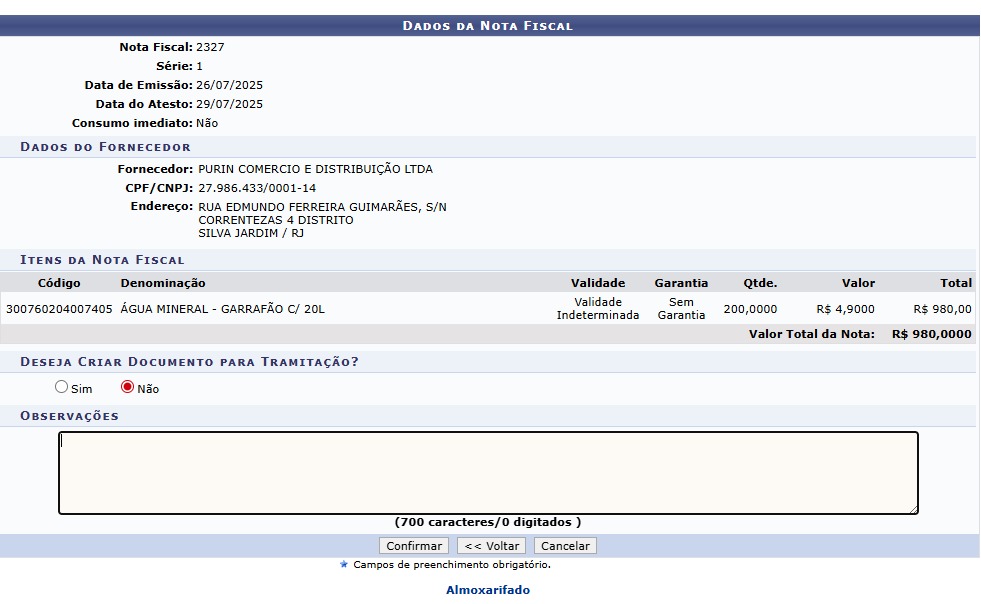 Dados da Nota Fiscal
Nota Fiscal: 2327
Série: 1
Data de Emissão: 26/07/2025
Data do Atesto: 29/07/2025
Consumo imediato: Não
Dados do Fornecedor
Fornecedor: PURIN COMERCIO E DISTRIBUIÇÃO LTDA
CPF/CNPJ: 27.986.433/0001-14
Endereço: RUA EDMUNDO FERREIRA GUIMARÃES, S/N
CORRENTEZAS 4 DISTRITO
SILVA JARDIM / RJ
Itens da Nota Fiscal
Código Denominação Validade Garantia Qtde. Valor Total
300760204007405 ÁGUA MINERAL - GARRAFÃO C/ 20L Validade Indeterminada Sem Garantia 200,0000 R$ 4,9000 R$ 980,00
Valor Total da Nota: R$ 980,0000
Deseja Criar Documento para Tramitação?
Sim Não
Observações
(700 caracteres/0 digitados )
Confirmar << Voltar Cancelar
Campos de preenchimento obrigatório.
Almoxarifado